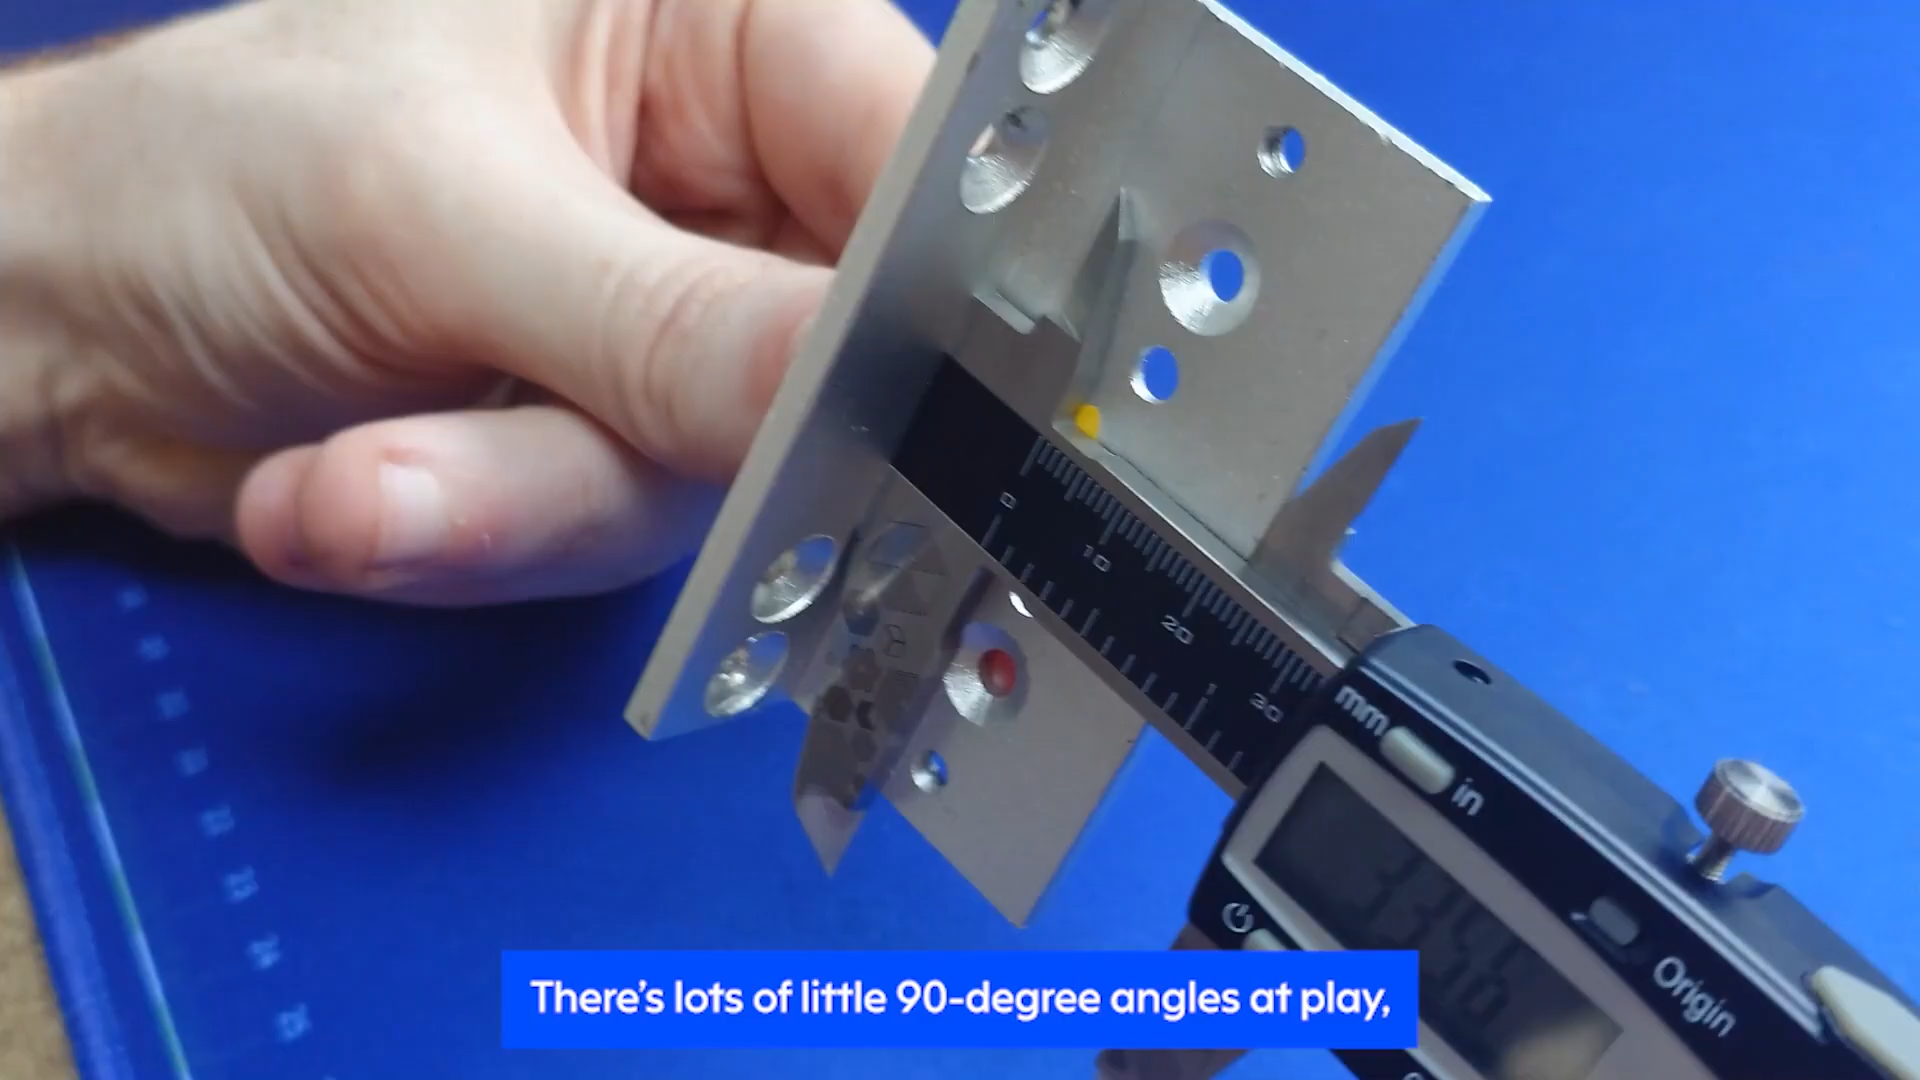 0
10
20
30
mm
in
Origin
There's lots of little 90-degree angles at play,